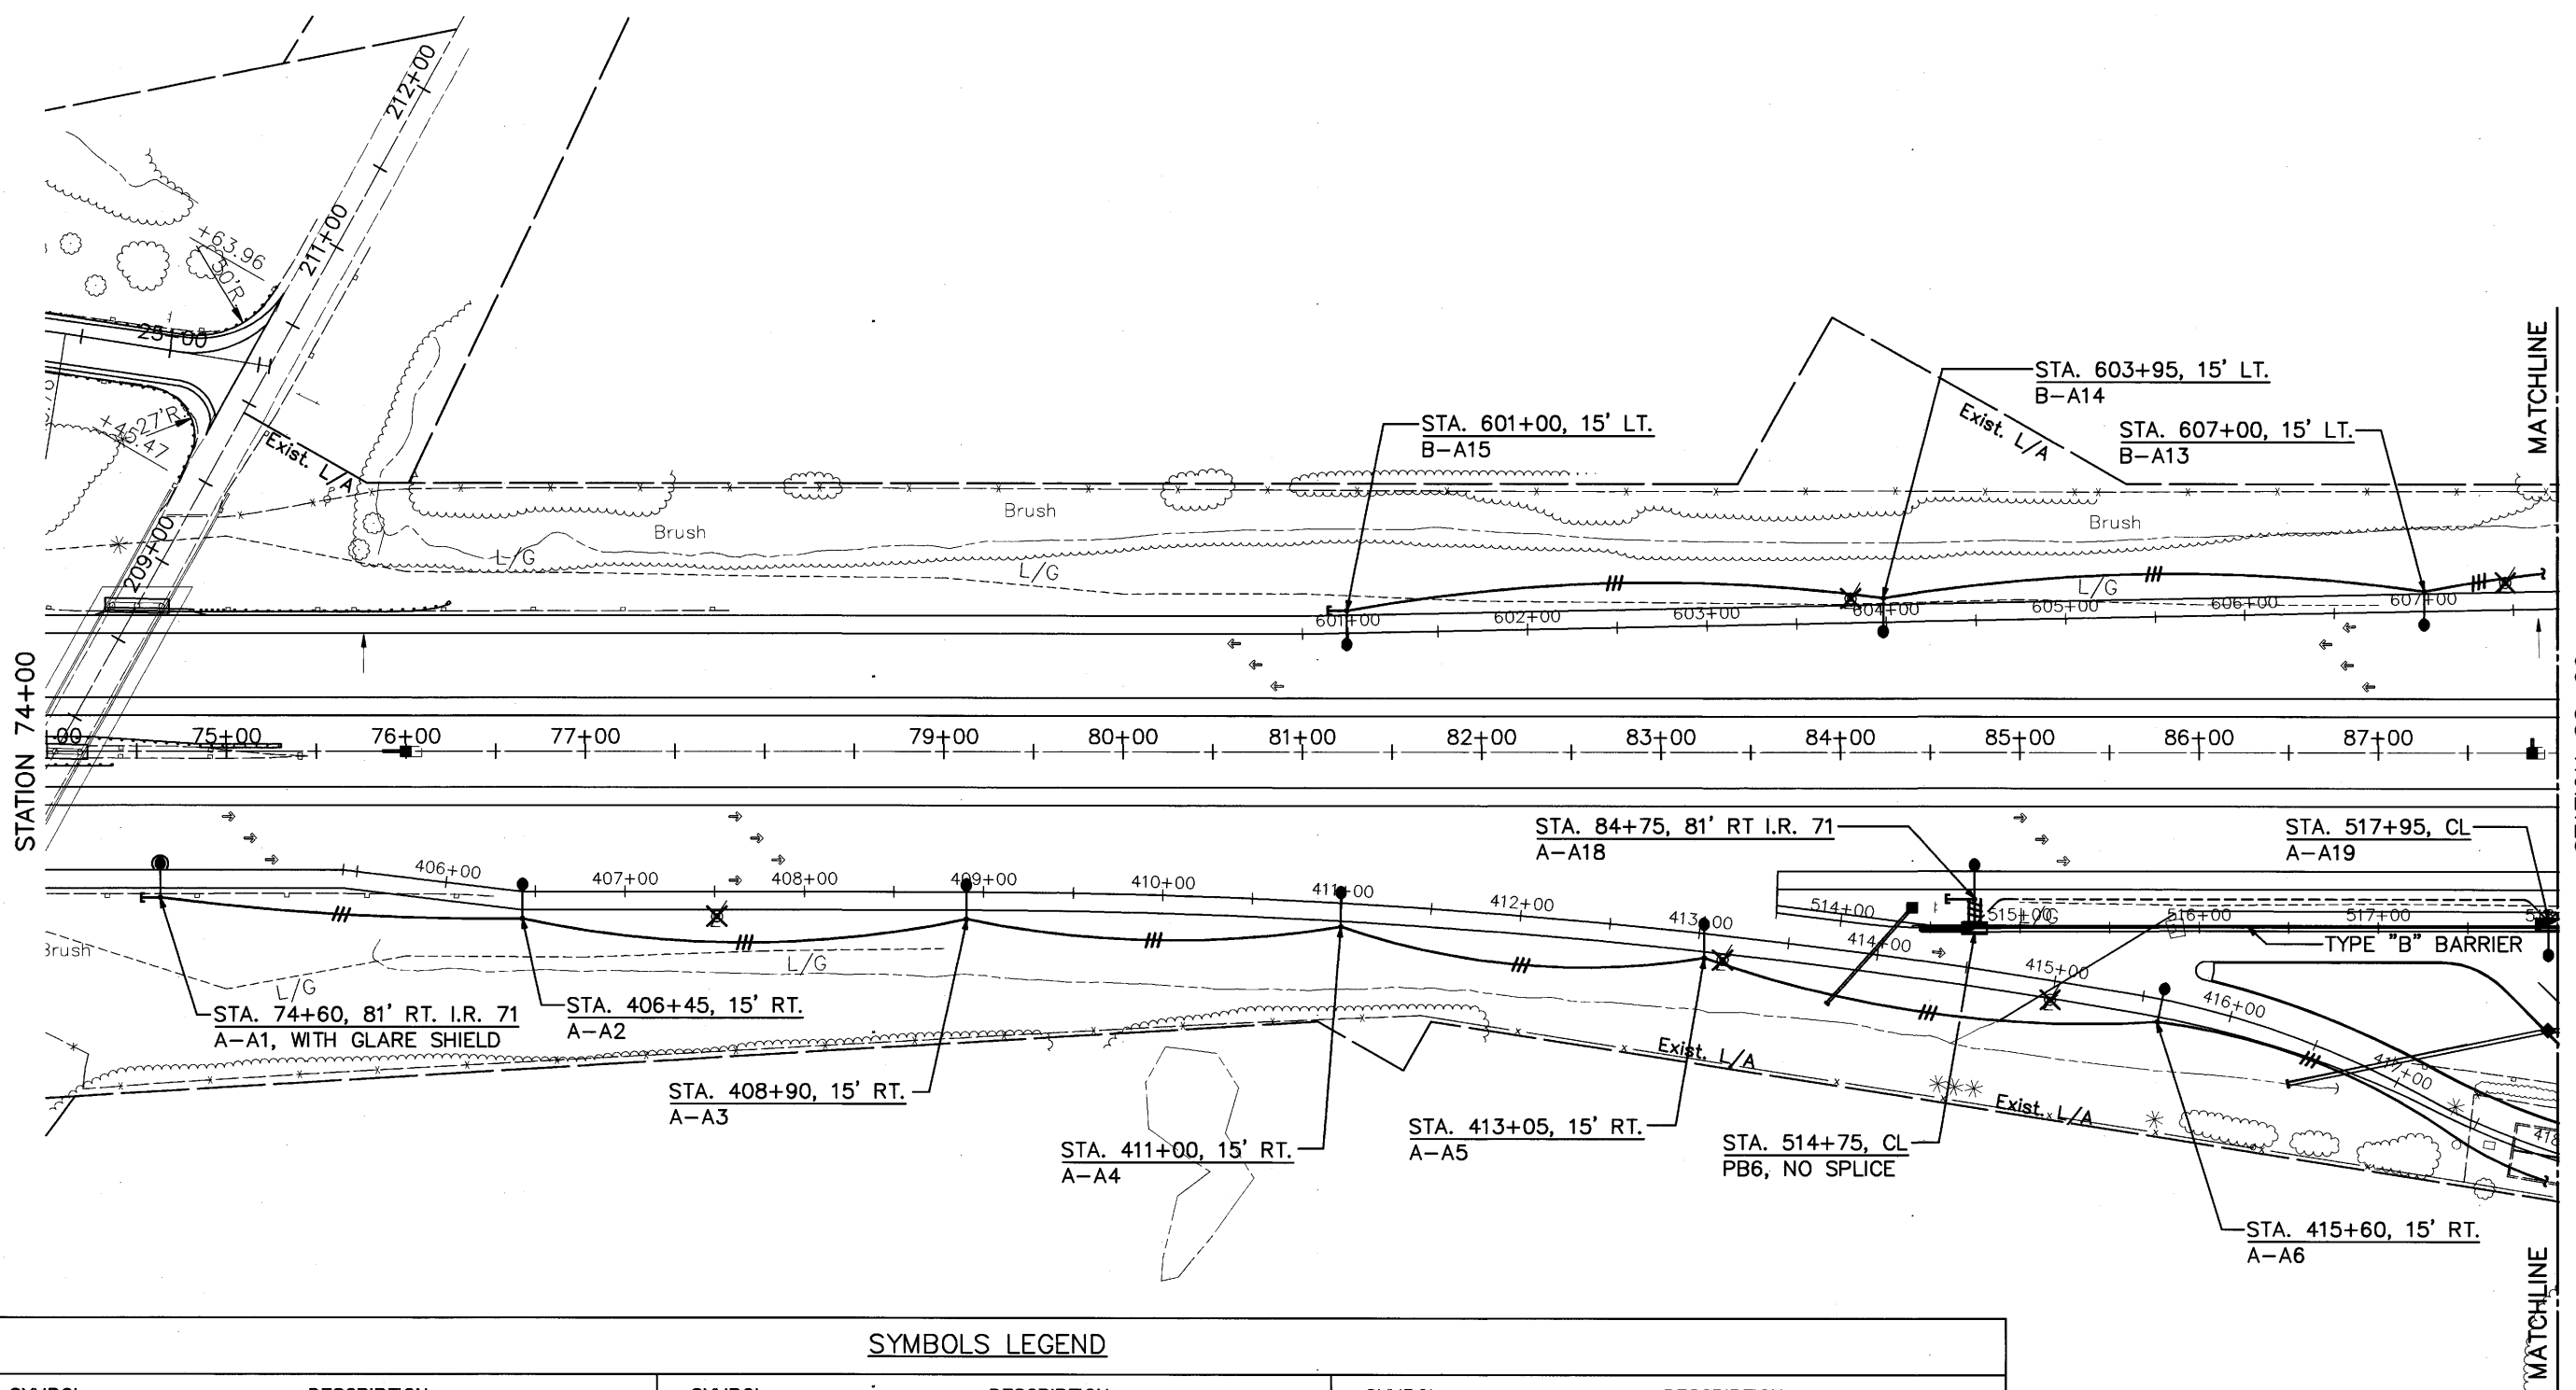 212+00
211+00
+63.96
30'R.
25+00
27'R.
+45.47
Exist. L/A
209+00
STA. 603+95, 15' LT.
B-A14
Exist. L/A
STA. 601+00, 15' LT.
B-A15
STA. 607+00, 15' LT.
B-A13
MATCHLINE
Brush
Brush
Brush
L/G
L/G
L/G
601+00
602+00
603+00
604+00
605+00
606+00
607+00
STATION 74+00
00
75+00
76+00
77+00
79+00
80+00
81+00
82+00
83+00
84+00
85+00
86+00
87+00
STA. 84+75, 81' RT I.R. 71
A-A18
STA. 517+95, CL
A-A19
406+00
407+00
408+00
409+00
410+00
411+00
412+00
413+00
414+00
415+00
416+00
514+00
515+00
L/G
516+00
517+00
TYPE "B" BARRIER
Brush
L/G
L/G
STA. 74+60, 81' RT. I.R. 71
A-A1, WITH GLARE SHIELD
STA. 406+45, 15' RT.
A-A2
STA. 408+90, 15' RT.
A-A3
STA. 411+00, 15' RT.
A-A4
STA. 413+05, 15' RT.
A-A5
STA. 514+75, CL
PB6, NO SPLICE
Exist. L/A
Exist. L/A
417+00
418
STA. 415+60, 15' RT.
A-A6
MATCHLINE
SYMBOLS LEGEND